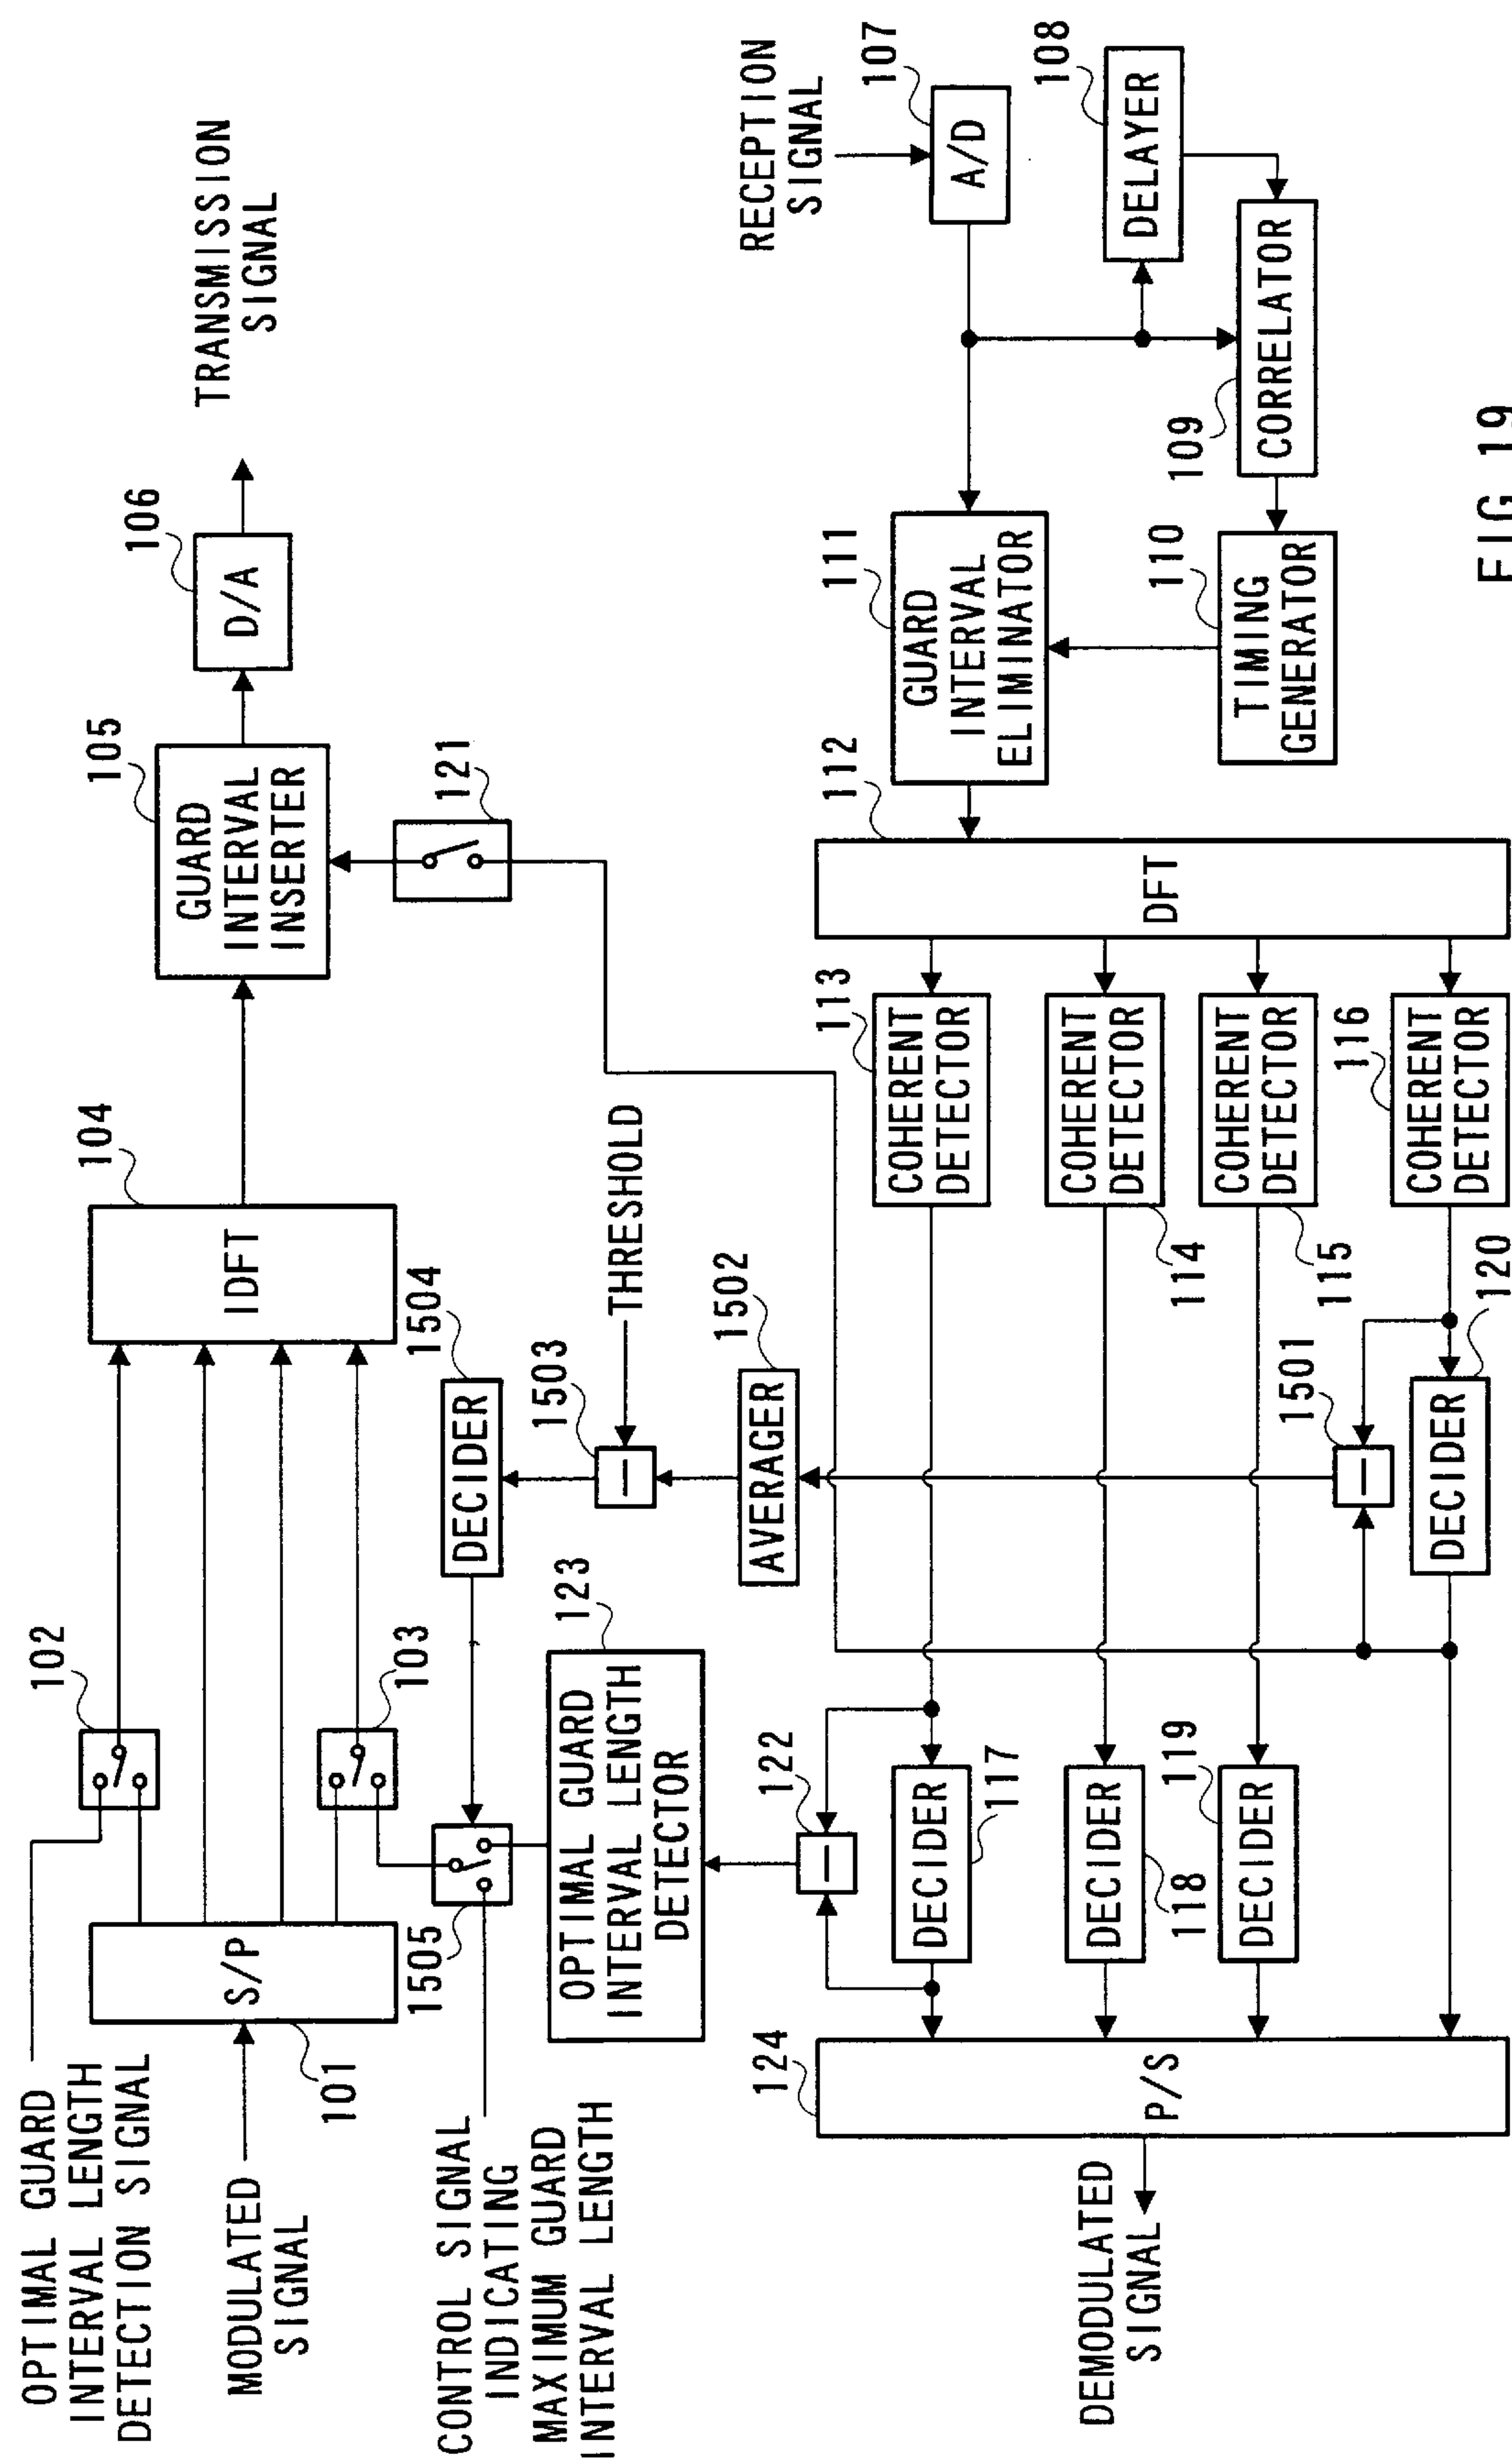 OPTIMAL GUARD
INTERVAL LENGTH
DETECTION SIGNAL
MODULATED
SIGNAL
101
S/P
102
103
104
IDFT
105
GUARD
INTERVAL
INSERTER
106
D/A
TRANSMISSION
SIGNAL
121
CONTROL SIGNAL
INDICATING
MAXIMUM GUARD
INTERVAL LENGTH
1505
1504
DECIDER
1503
THRESHOLD
123
OPTIMAL GUARD
INTERVAL LENGTH
DETECTOR
1502
AVERAGER
RECEPTION
SIGNAL
107
A/D
108
DELAYER
109
CORRELATOR
110
TIMING
GENERATOR
111
GUARD
INTERVAL
ELIMINATOR
112
DFT
113
COHERENT
DETECTOR
COHERENT
DETECTOR
114
COHERENT
DETECTOR
115
116
COHERENT
DETECTOR
122
DECIDER
117
DECIDER
118
119
DECIDER
1501
120
DECIDER
124
P/S
DEMODULATED
SIGNAL
FIG 19